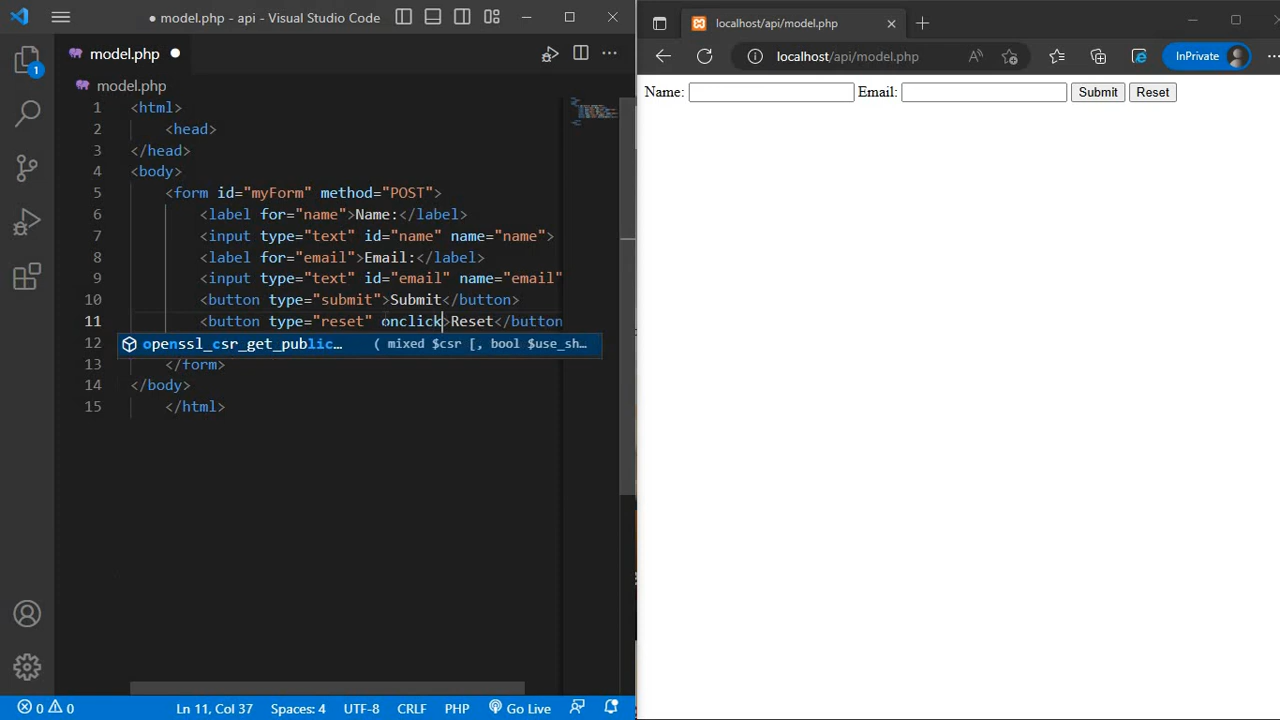 model.php - api - Visual Studio Code
model.php
model.php
1 <html>
2 <head>
3 </head>
4 <body>
5 <form id="myForm" method="POST">
6 <label for="name">Name:</label>
7 <input type="text" id="name" name="name">
8 <label for="email">Email:</label>
9 <input type="text" id="email" name="email"
10 <button type="submit">Submit</button>
11 <button type="reset" onclick>Reset</button
12 openssl_csr_get_public... ( mixed $csr [, bool $use_sh...
13 </form>
14 </body>
15 </html>
1
0 0 Ln 11, Col 37 Spaces: 4 UTF-8 CRLF PHP Go Live
localhost/api/model.php
localhost/api/model.php InPrivate
Name: Email: Submit Reset